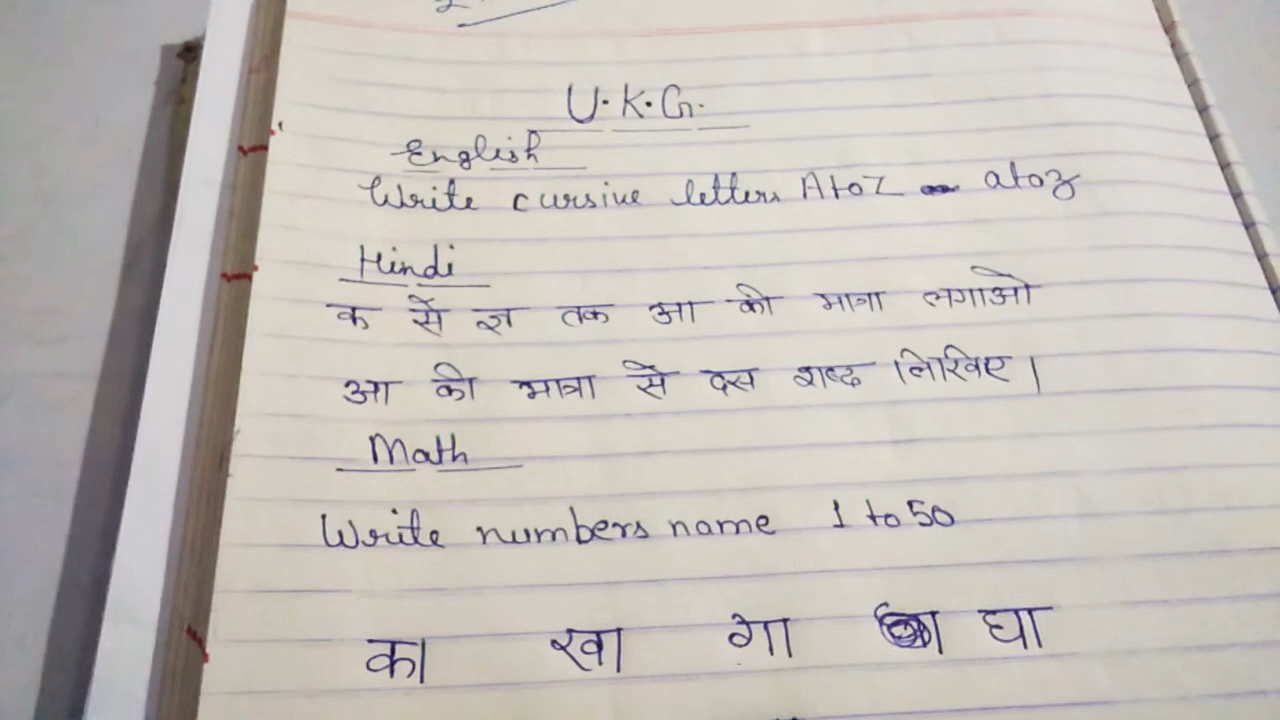 U.K.G.
English
Write cursive letters A to Z - a to z
Hindi
क से ज्ञ तक आ की मात्रा लगाओ
आ की मात्रा से दस शब्द लिखिए।
Math
Write numbers name 1 to 50
का खा गा घा